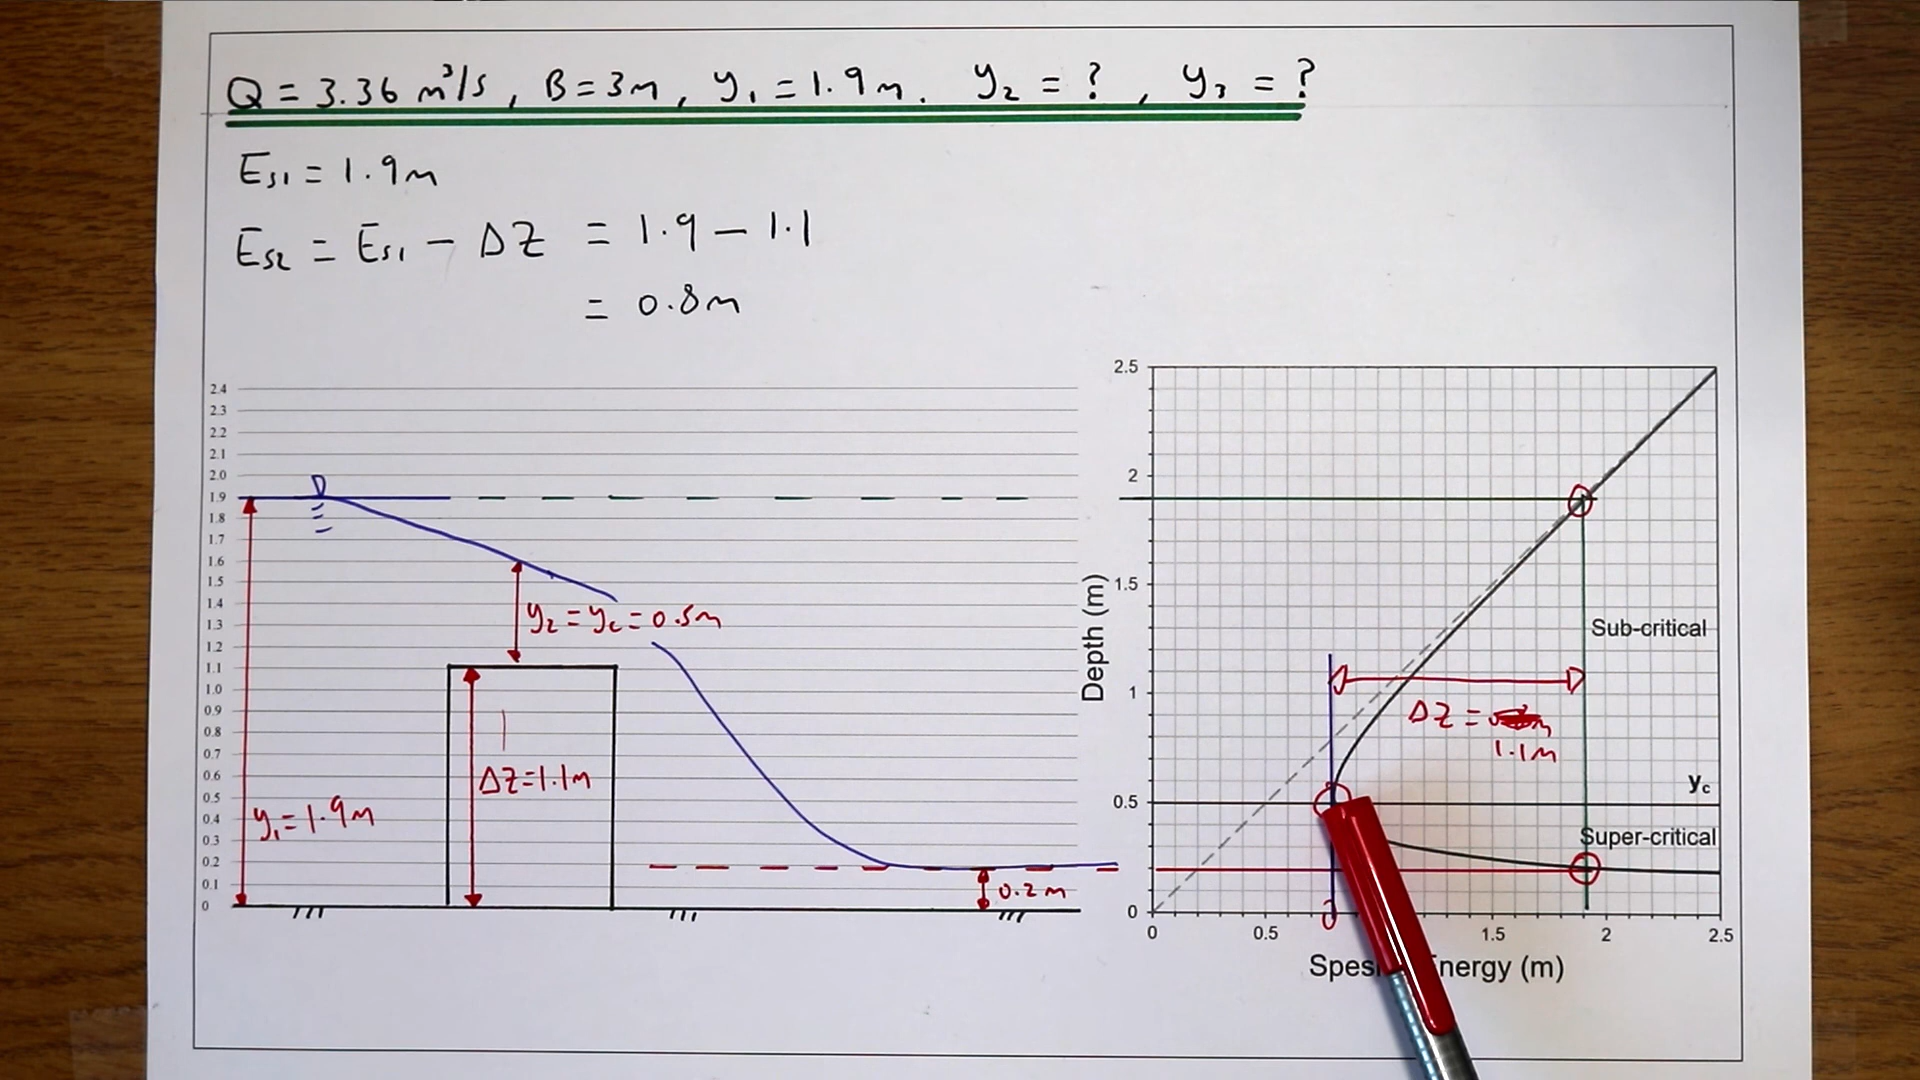 Q = 3.36 m³/s , B = 3m , y₁ = 1.9m . y₂ = ? , y₃ = ?
Es1 = 1.9m
Es2 = Es1 - ΔZ = 1.9 - 1.1
= 0.8m
2.4
2.3
2.2
2.1
2.0
1.9
1.8
1.7
1.6
1.5
1.4
1.3
1.2
1.1
1.0
0.9
0.8
0.7
0.6
0.5
0.4
0.3
0.2
0.1
0
y₁ = 1.9m
ΔZ = 1.1m
y₂ = yc = 0.5m
0.2m
2.5
2
1.5
1
0.5
0
Depth (m)
Sub-critical
ΔZ =
1.1m
yc
Super-critical
0
0.5
1.5
2
2.5
nergy (m)